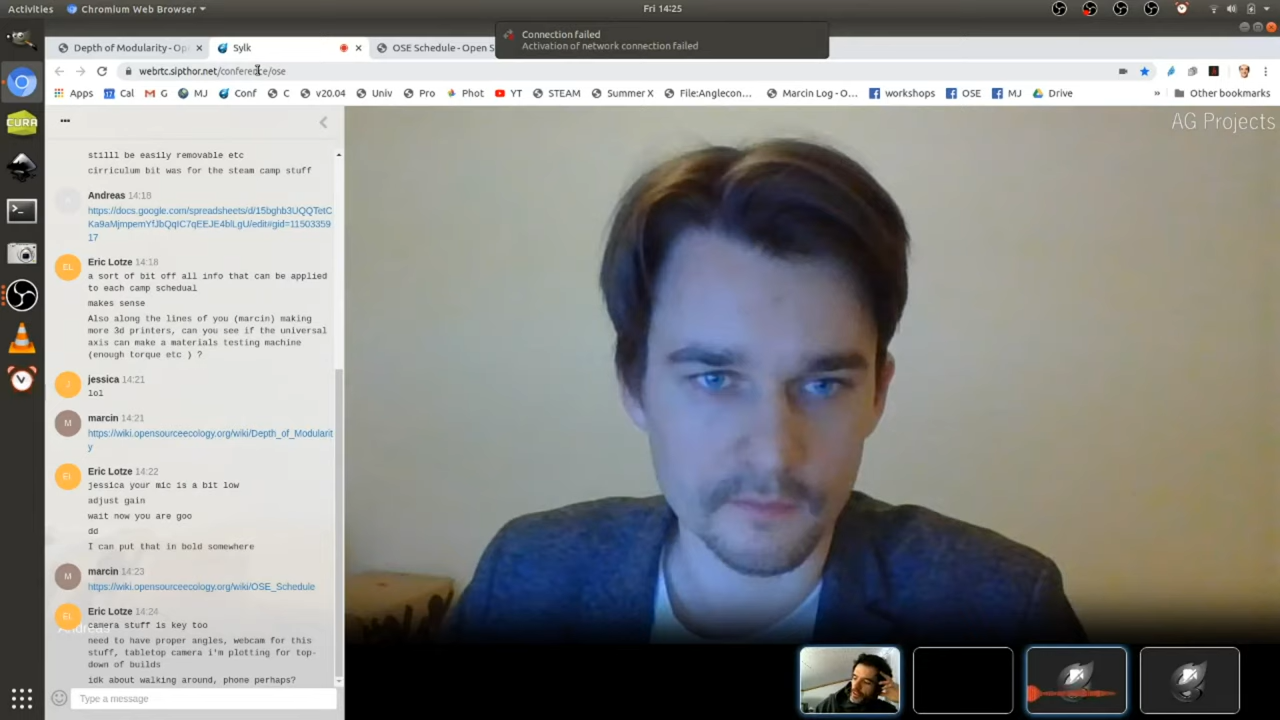 Activities
Chromium Web Browser
Fri 14:25
Connection failed
Activation of network connection failed
Depth of Modularity - Op
Sylk
OSE Schedule - Open S
webrtc.sipthor.net/conference/ose
Apps
Cal
G
MJ
Conf
C
v20.04
Univ
Pro
Phot
YT
STEAM
Summer X
File:Anglecon...
Marcin Log - O...
workshops
OSE
MJ
Drive
»
Other bookmarks
AG Projects
...
stilll be easily removable etc
cirriculum bit was for the steam camp stuff
Andreas 14:18
https://docs.google.com/spreadsheets/d/15bghb3UQQTetC
Ka9aMjmpemYfJbQqIC7qEEJE4blLgU/edit#gid=11503359
17
EL
Eric Lotze 14:18
a sort of bit off all info that can be applied
to each camp schedual
makes sense
Also along the lines of you (marcin) making
more 3d printers, can you see if the universal
axis can make a materials testing machine
(enough torque etc ) ?
J
jessica 14:21
lol
M
marcin 14:21
https://wiki.opensourceecology.org/wiki/Depth_of_Modularit
y
EL
Eric Lotze 14:22
jessica your mic is a bit low
adjust gain
wait now you are goo
dd
I can put that in bold somewhere
M
marcin 14:23
https://wiki.opensourceecology.org/wiki/OSE_Schedule
EL
Eric Lotze 14:24
camera stuff is key too
Andreas
need to have proper angles, webcam for this
stuff, tabletop camera i'm plotting for top-
down of builds
idk about walking around, phone perhaps?
Type a message
CURA